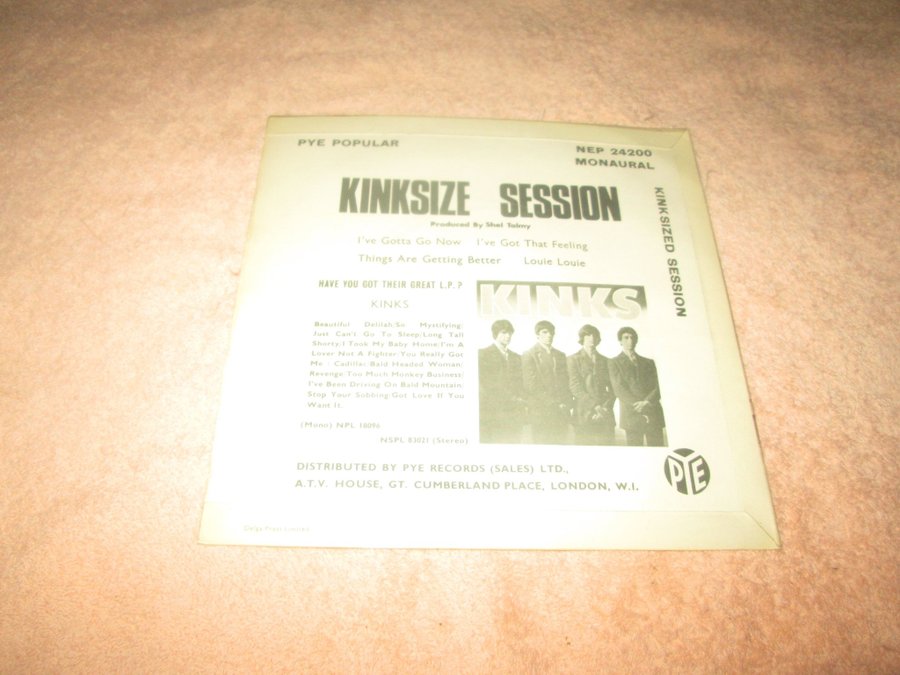 PYE POPULAR
NEP 24200
MONAURAL
KINKSIZE SESSION
Produced By Shel Talmy
I've Gotta Go Now I've Got That Feeling
Things Are Getting Better Louie Louie
KINKSIZED SESSION
HAVE YOU GOT THEIR GREAT L.P.?
KINKS
Beautiful Delilah/So Mystifying/
Just Can't Go To Sleep/Long Tall
Shorty/I Took My Baby Home/I'm A
Lover Not A Fighter/You Really Got
Me/Cadillac/Bald Headed Woman/
Revenge/Too Much Monkey Business/
I've Been Driving On Bald Mountain/
Stop Your Sobbing/Got Love If You
Want It.
(Mono) NPL 18096
NSPL 83021 (Stereo)
KINKS
PYE
DISTRIBUTED BY PYE RECORDS (SALES) LTD.,
A.T.V. HOUSE, GT. CUMBERLAND PLACE, LONDON, W.I.